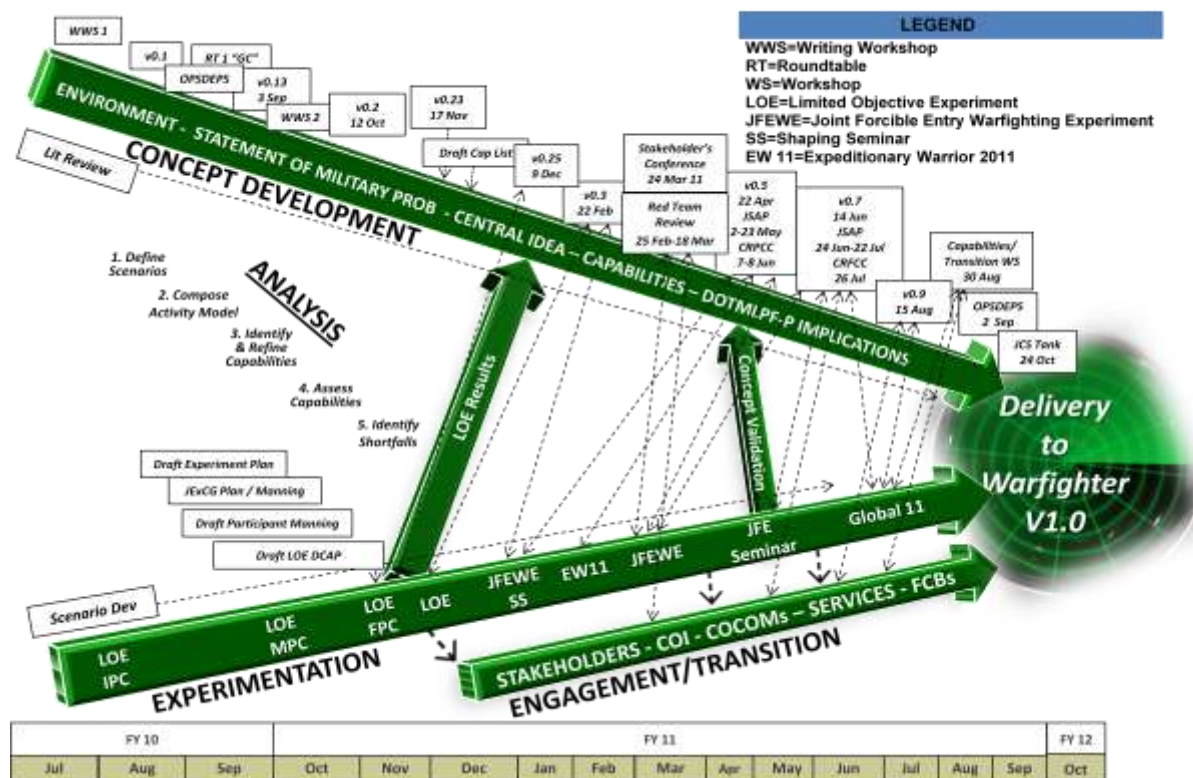 LEGEND
WWS=Writing Workshop
RT=Roundtable
WS=Workshop
LOE=Limited Objective Experiment
JFEWE=Joint Forcible Entry Warfighting Experiment
SS=Shaping Seminar
EW 11=Expeditionary Warrior 2011
WWS 1
v0.1
RT 1 "GC"
OPSDEPS
v0.13
3 Sep
WWS 2
v0.2
12 Oct
v0.23
17 Nov
Draft Cap List
v0.25
9 Dec
v0.3
22 Feb
Stakeholder's
Conference
24 Mar 11
Red Team
Review
25 Feb-18 Mar
v0.5
22 Apr
JSAP
2-23 May
CRPCC
7-8 Jun
v0.7
14 Jun
JSAP
24 Jun-22 Jul
CRFCC
26 Jul
v0.9
15 Aug
Capabilities/
Transition WS
30 Aug
OPSDEPS
2 Sep
JCS Tank
24 Oct
ENVIRONMENT - STATEMENT OF MILITARY PROB - CENTRAL IDEA – CAPABILITIES – DOTMLPF-P IMPLICATIONS
CONCEPT DEVELOPMENT
Lit Review
ANALYSIS
1. Define
Scenarios
2. Compose
Activity Model
3. Identify
& Refine
Capabilities
4. Assess
Capabilities
5. Identify
Shortfalls
LOE Results
Concept Validation
Delivery
to
Warfighter
V1.0
Draft Experiment Plan
JExCG Plan / Manning
Draft Participant Manning
Draft LOE DCAP
Scenario Dev
LOE
IPC
LOE
MPC
LOE
FPC
LOE
JFEWE
SS
EW11
JFEWE
JFE
Seminar
Global 11
EXPERIMENTATION
STAKEHOLDERS - COI - COCOMs – SERVICES - FCBs
ENGAGEMENT/TRANSITION
FY 10
FY 11
FY 12
Jul
Aug
Sep
Oct
Nov
Dec
Jan
Feb
Mar
Apr
May
Jun
Jul
Aug
Sep
Oct